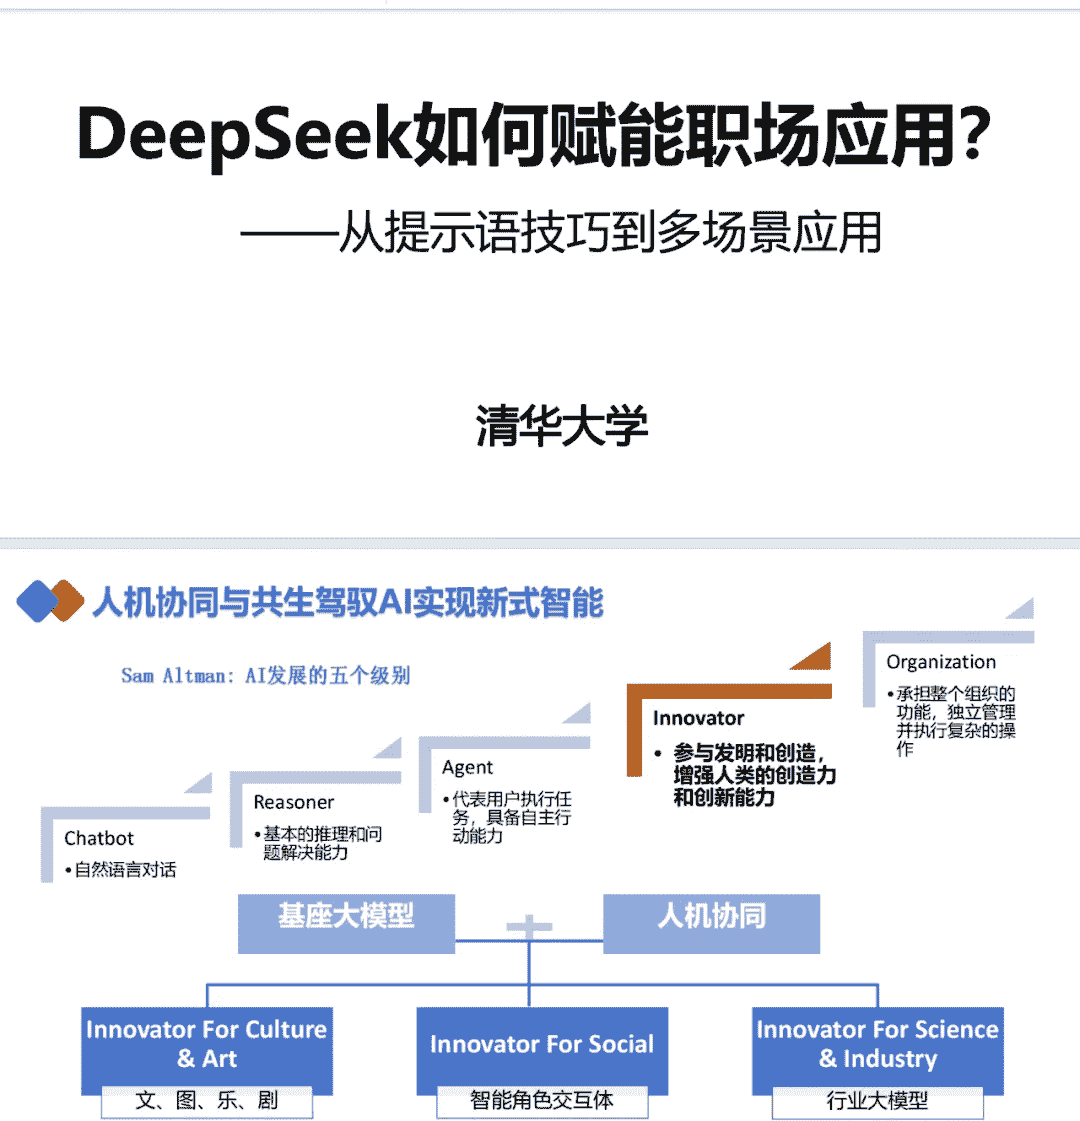 DeepSeek如何赋能职场应用?
——从提示语技巧到多场景应用
清华大学
人机协同与共生驾驭AI实现新式智能
Sam Altman: AI发展的五个级别
Chatbot
•自然语言对话
Reasoner
•基本的推理和问
题解决能力
Agent
•代表用户执行任
务，具备自主行
动能力
Innovator
• 参与发明和创造，
增强人类的创造力
和创新能力
Organization
•承担整个组织的
功能，独立管理
并执行复杂的操
作
基座大模型
人机协同
Innovator For Culture
& Art
文、图、乐、剧
Innovator For Social
智能角色交互体
Innovator For Science
& Industry
行业大模型